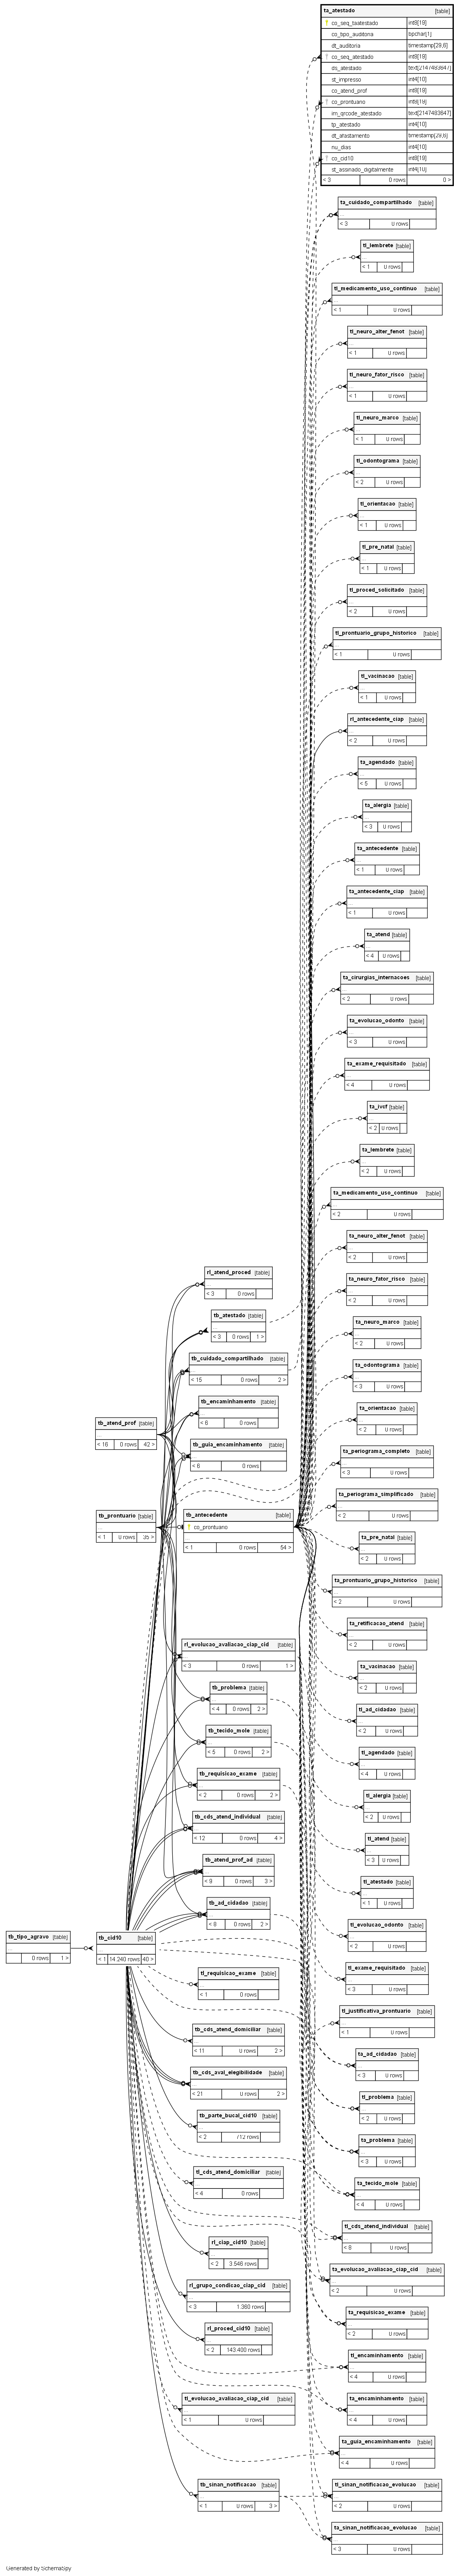 ta_atestado [table]
co_seq_taatestado int8[19]
co_tipo_auditoria bpchar[1]
dt_auditoria timestamp[29,6]
co_seq_atestado int8[19]
ds_atestado text[2147483647]
st_impresso int4[10]
co_atend_prof int8[19]
co_prontuario int8[19]
im_qrcode_atestado text[2147483647]
tp_atestado int4[10]
dt_afastamento timestamp[29,6]
nu_dias int4[10]
co_cid10 int8[19]
st_assinado_digitalmente int4[10]
< 3 0 rows 0 >
ta_cuidado_compartilhado [table]
...
< 3 0 rows
tl_lembrete [table]
...
< 1 0 rows
tl_medicamento_uso_continuo [table]
...
< 1 0 rows
tl_neuro_alter_fenot [table]
...
< 1 0 rows
tl_neuro_fator_risco [table]
...
< 1 0 rows
tl_neuro_marco [table]
...
< 1 0 rows
tl_odontograma [table]
...
< 2 0 rows
tl_orientacao [table]
...
< 1 0 rows
tl_pre_natal [table]
...
< 1 0 rows
tl_proced_solicitado [table]
...
< 2 0 rows
tl_prontuario_grupo_historico [table]
...
< 1 0 rows
tl_vacinacao [table]
...
< 1 0 rows
rl_antecedente_ciap [table]
...
< 2 0 rows
ta_agendado [table]
...
< 5 0 rows
ta_alergia [table]
...
< 3 0 rows
ta_antecedente [table]
...
< 1 0 rows
ta_antecedente_ciap [table]
...
< 1 0 rows
ta_atend [table]
...
< 4 0 rows
ta_cirurgias_internacoes [table]
...
< 2 0 rows
ta_evolucao_odonto [table]
...
< 3 0 rows
ta_exame_requisitado [table]
...
< 4 0 rows
ta_ivcf [table]
...
< 2 0 rows
ta_lembrete [table]
...
< 2 0 rows
ta_medicamento_uso_continuo [table]
...
< 2 0 rows
ta_neuro_alter_fenot [table]
...
< 2 0 rows
ta_neuro_fator_risco [table]
...
< 2 0 rows
ta_neuro_marco [table]
...
< 2 0 rows
ta_odontograma [table]
...
< 3 0 rows
ta_orientacao [table]
...
< 2 0 rows
ta_periograma_completo [table]
...
< 3 0 rows
ta_periograma_simplificado [table]
...
< 2 0 rows
ta_pre_natal [table]
...
< 2 0 rows
ta_prontuario_grupo_historico [table]
...
< 2 0 rows
ta_retificacao_atend [table]
...
< 2 0 rows
ta_vacinacao [table]
...
< 2 0 rows
tl_ad_cidadao [table]
...
< 2 0 rows
tl_agendado [table]
...
< 4 0 rows
tl_alergia [table]
...
< 2 0 rows
tl_atend [table]
...
< 3 0 rows
tl_atestado [table]
...
< 1 0 rows
tl_evolucao_odonto [table]
...
< 2 0 rows
tl_exame_requisitado [table]
...
< 3 0 rows
tl_justificativa_prontuario [table]
...
< 1 0 rows
ta_ad_cidadao [table]
...
< 3 0 rows
tl_problema [table]
...
< 2 0 rows
ta_problema [table]
...
< 3 0 rows
ta_tecido_mole [table]
...
< 4 0 rows
tl_cds_atend_individual [table]
...
< 8 0 rows
ta_evolucao_avaliacao_ciap_cid [table]
...
< 2 0 rows
ta_requisicao_exame [table]
...
< 2 0 rows
tl_encaminhamento [table]
...
< 4 0 rows
ta_encaminhamento [table]
...
< 4 0 rows
ta_guia_encaminhamento [table]
...
< 4 0 rows
tl_sinan_notificacao_evolucao [table]
...
< 2 0 rows
ta_sinan_notificacao_evolucao [table]
...
< 3 0 rows
rl_atend_proced [table]
...
< 3 0 rows
tb_atestado [table]
...
< 3 0 rows 1 >
tb_cuidado_compartilhado [table]
...
< 15 0 rows 2 >
tb_encaminhamento [table]
...
< 6 0 rows
tb_guia_encaminhamento [table]
...
< 6 0 rows
tb_antecedente [table]
co_prontuario
...
< 1 0 rows 54 >
rl_evolucao_avaliacao_ciap_cid [table]
...
< 3 0 rows 1 >
tb_problema [table]
...
< 4 0 rows 2 >
tb_tecido_mole [table]
...
< 5 0 rows 2 >
tb_requisicao_exame [table]
...
< 2 0 rows 2 >
tb_cds_atend_individual [table]
...
< 12 0 rows 4 >
tb_atend_prof_ad [table]
...
< 8 0 rows 3 >
tb_ad_cidadao [table]
...
< 8 0 rows 2 >
tl_requisicao_exame [table]
...
< 1 0 rows
tb_cds_atend_domiciliar [table]
...
< 11 0 rows 2 >
tb_cds_aval_elegibilidade [table]
...
< 21 0 rows 2 >
tb_parte_bucal_cid10 [table]
...
< 2 712 rows
tl_cds_atend_domiciliar [table]
...
< 4 0 rows
rl_ciap_cid10 [table]
...
< 2 3.546 rows
rl_grupo_condicao_ciap_cid [table]
...
< 3 1.360 rows
rl_proced_cid10 [table]
...
< 2 143.400 rows
tl_evolucao_avaliacao_ciap_cid [table]
...
< 1 0 rows
tb_sinan_notificacao [table]
...
< 1 0 rows 3 >
tb_atend_prof [table]
...
< 16 0 rows 42 >
tb_prontuario [table]
...
< 1 0 rows 35 >
tb_cid10 [table]
...
< 1 14.240 rows 40 >
tb_tipo_agravo [table]
...
0 rows 1 >
Generated by SchemaSpy